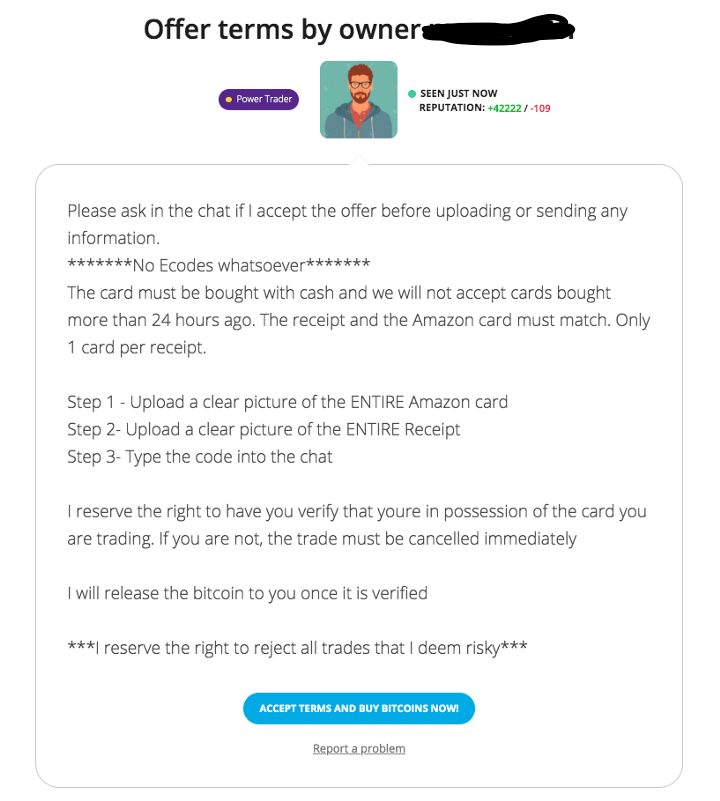 Offer terms by owner
Power Trader
SEEN JUST NOW
REPUTATION: +42222 / -109
Please ask in the chat if I accept the offer before uploading or sending any
information.
*******No Ecodes whatsoever*******
The card must be bought with cash and we will not accept cards bought
more than 24 hours ago. The receipt and the Amazon card must match. Only
1 card per receipt.
Step 1 - Upload a clear picture of the ENTIRE Amazon card
Step 2- Upload a clear picture of the ENTIRE Receipt
Step 3- Type the code into the chat
I reserve the right to have you verify that youre in possession of the card you
are trading. If you are not, the trade must be cancelled immediately
I will release the bitcoin to you once it is verified
***I reserve the right to reject all trades that I deem risky***
ACCEPT TERMS AND BUY BITCOINS NOW!
Report a problem